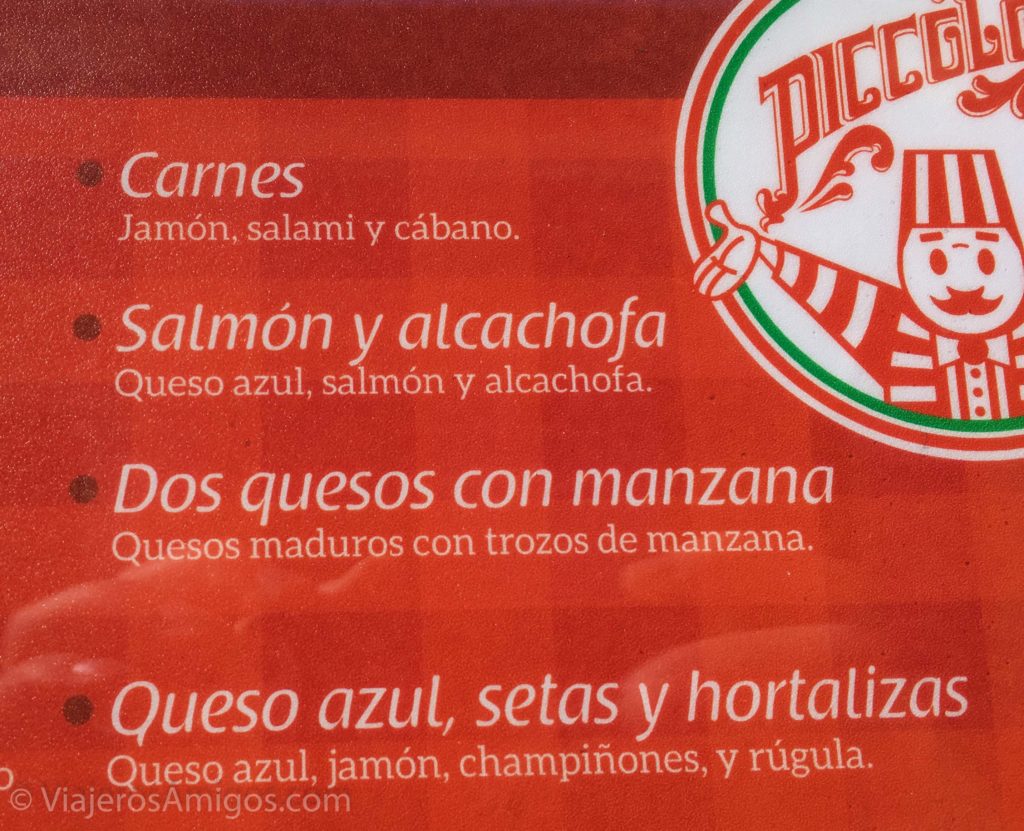 PICCOLO
Carnes
Jamón, salami y cábano.
Salmón y alcachofa
Queso azul, salmón y alcachofa.
Dos quesos con manzana
Quesos maduros con trozos de manzana.
Queso azul, setas y hortalizas
Queso azul, jamón, champiñones, y rúgula.
© ViajerosAmigos.com